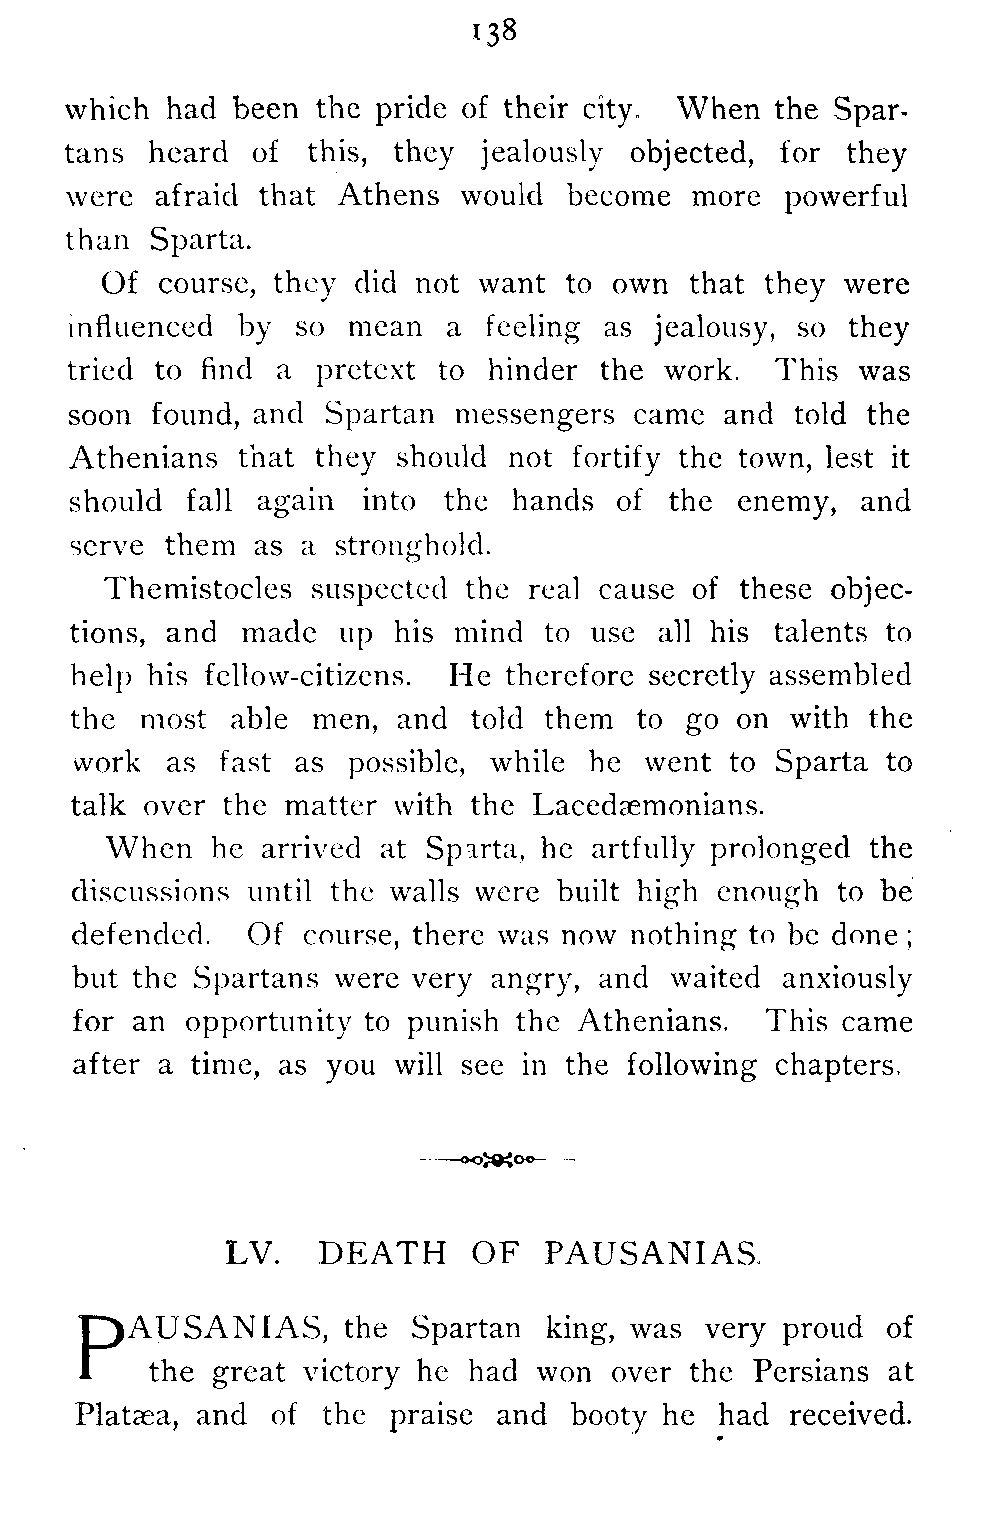 138
which had been the pride of their city. When the Spar-
tans heard of this, they jealously objected, for they
were afraid that Athens would become more powerful
than Sparta.
Of course, they did not want to own that they were
influenced by so mean a feeling as jealousy, so they
tried to find a pretext to hinder the work. This was
soon found, and Spartan messengers came and told the
Athenians that they should not fortify the town, lest it
should fall again into the hands of the enemy, and
serve them as a stronghold.
Themistocles suspected the real cause of these objec-
tions, and made up his mind to use all his talents to
help his fellow-citizens. He therefore secretly assembled
the most able men, and told them to go on with the
work as fast as possible, while he went to Sparta to
talk over the matter with the Lacedæmonians.
When he arrived at Sparta, he artfully prolonged the
discussions until the walls were built high enough to be
defended. Of course, there was now nothing to be done;
but the Spartans were very angry, and waited anxiously
for an opportunity to punish the Athenians. This came
after a time, as you will see in the following chapters.
LV. DEATH OF PAUSANIAS.
PAUSANIAS, the Spartan king, was very proud of
the great victory he had won over the Persians at
Platæa, and of the praise and booty he had received.